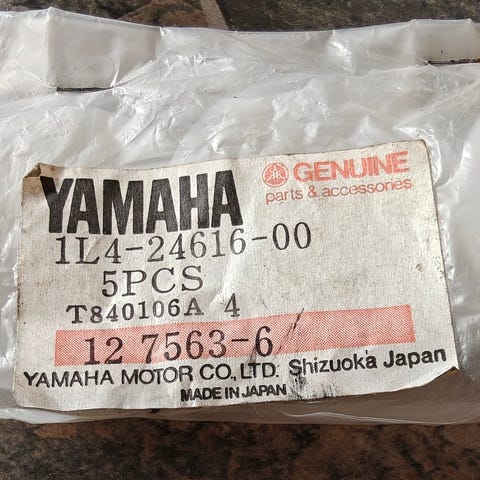 GENUINE
parts & accessories
YAMAHA
1L4-24616-00
5PCS
T840106A 4
12 7563-6
YAMAHA MOTOR CO., LTD. Shizuoka Japan
MADE IN JAPAN